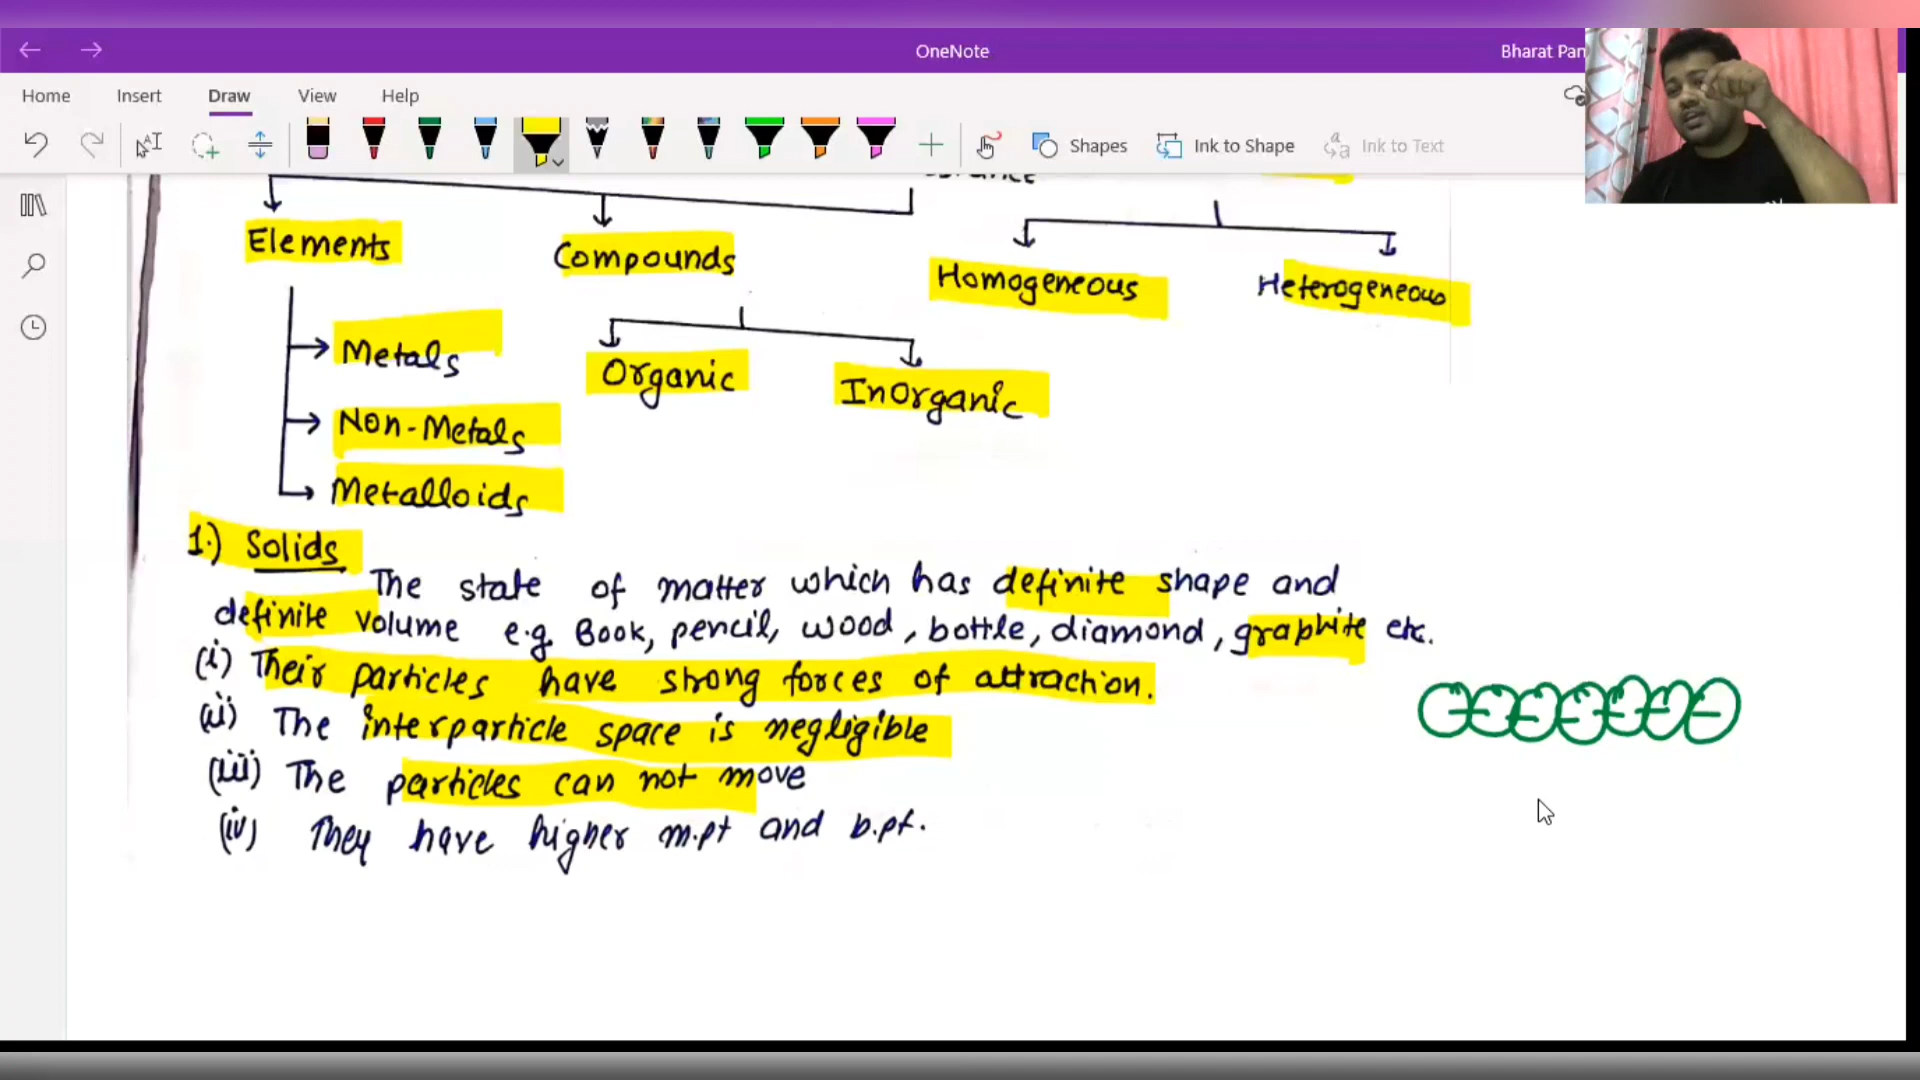 OneNote
Bharat Pan
Home Insert Draw View Help
Shapes Ink to Shape Ink to Text
Elements
Compounds
Homogeneous
Heterogeneous
Metals
Organic
InOrganic
Non-Metals
Metalloids
1.) Solids
The state of matter which has definite shape and
definite volume e.g. Book, pencil, wood, bottle, diamond, graphite etc.
(i) Their particles have strong forces of attraction.
(ii) The interparticle space is negligible
(iii) The particles can not move
(iv) They have higher m.pt and b.pt.